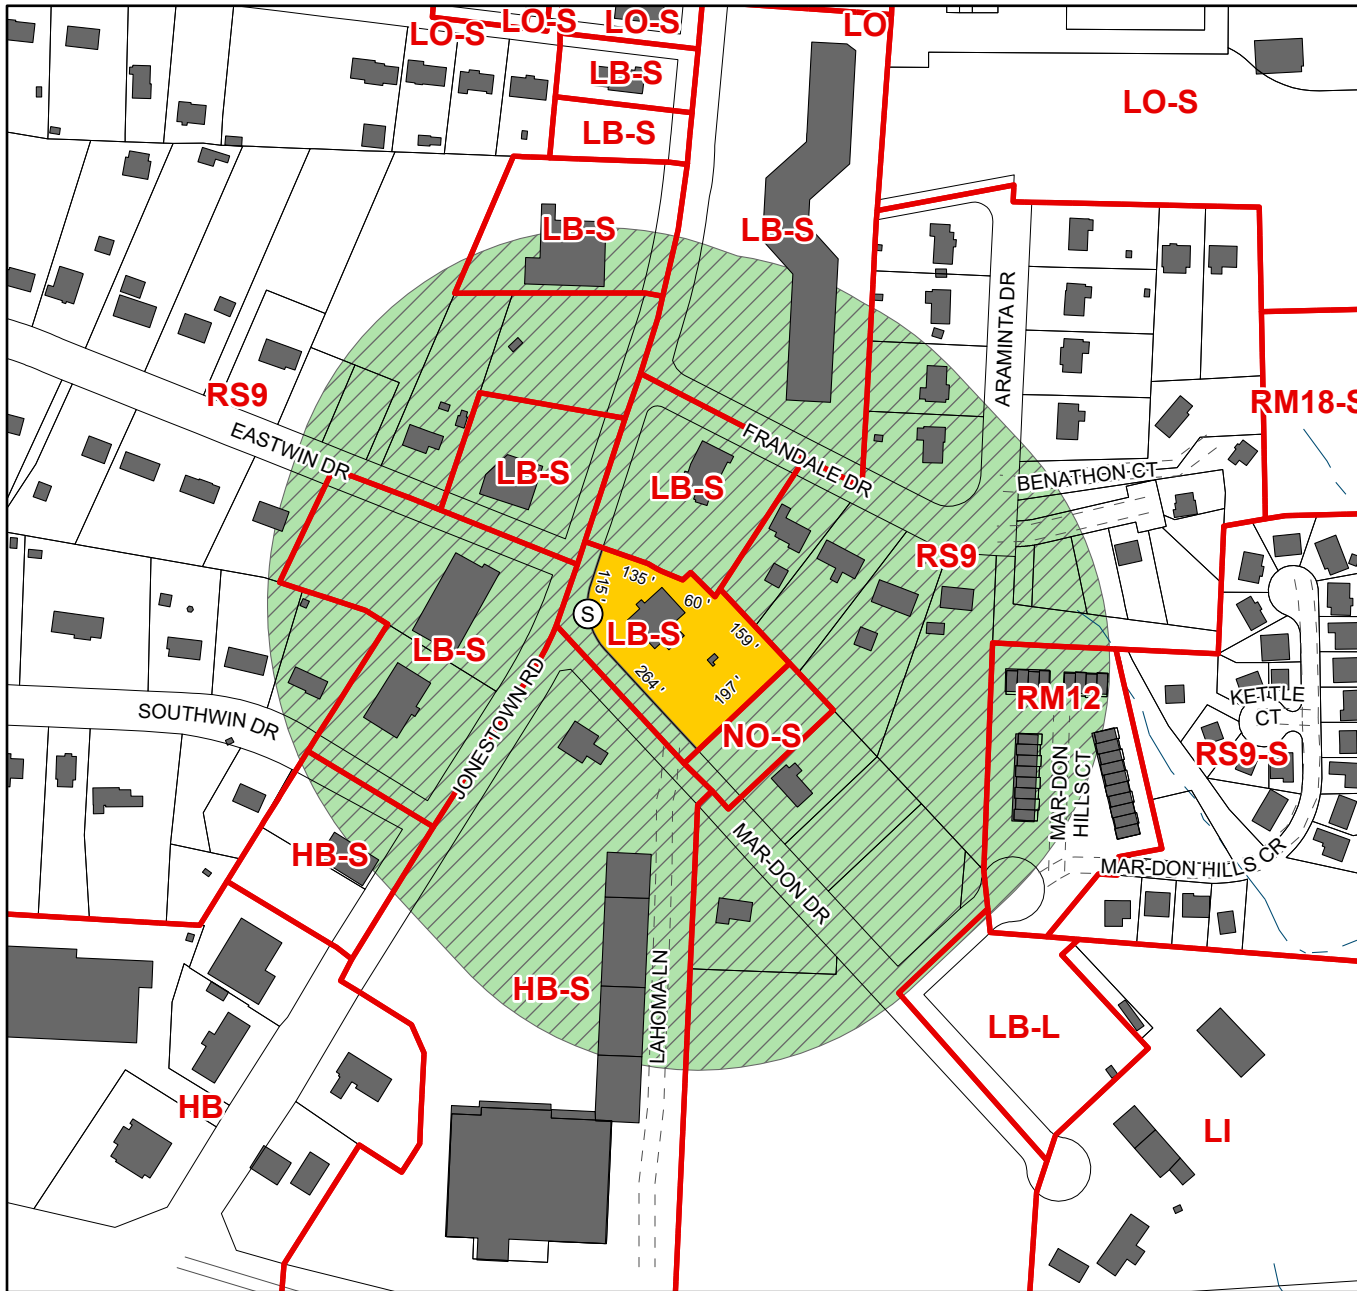 LO-S
LO-S
LO-S
LO
LB-S
LO-S
LB-S
LB-S
LB-S
ARAMINTA DR
RS9
RM18-S
EASTWIN DR
FRANDALE DR
LB-S
LB-S
BENATHON CT
RS9
115 '
135 '
60 '
S
LB-S
159 '
LB-S
264 '
197 '
RM12
KETTLE
CT
SOUTHWIN DR
JONESTOWN RD
NO-S
RS9-S
MAR-DON
HILLS CT
HB-S
MAR-DON DR
MAR-DON HILLS CR
HB-S
LAHOMA LN
LB-L
HB
LI